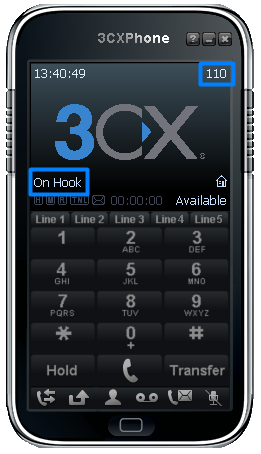 3CXPhone
13:40:49 110
3CX
On Hook
H M R TNL 00:00:00 Available
Line 1 Line 2 Line 3 Line 4 Line5
1 2 3
ABC DEF
4 5 6
GHI JKL MNO
7 8 9
PQRS TUV WXYZ
* 0 #
+
Hold Transfer